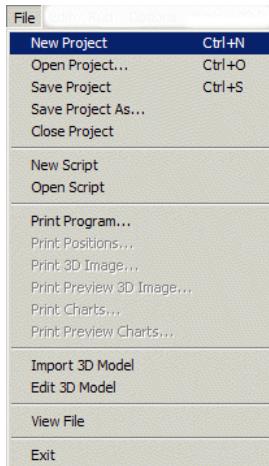 File
New Project Ctrl+N
Open Project... Ctrl+O
Save Project Ctrl+S
Save Project As...
Close Project
New Script
Open Script
Print Program...
Print Positions...
Print 3D Image...
Print Preview 3D Image...
Print Charts...
Print Preview Charts...
Import 3D Model
Edit 3D Model
View File
Exit